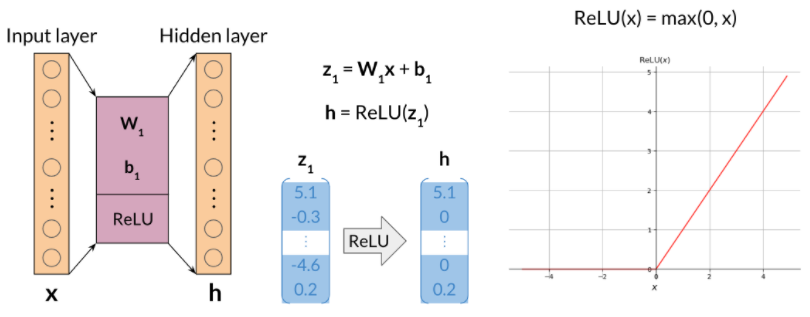 Input layer
Hidden layer
W1
b1
ReLU
x
h
z1 = W1x + b1
h = ReLU(z1)
z1
5.1
-0.3
⋮
-4.6
0.2
ReLU
h
5.1
0
⋮
0
0.2
ReLU(x) = max(0, x)
ReLU(x)
5
4
3
2
1
0
-4
-2
0
2
4
x